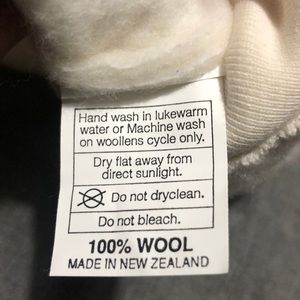 Hand wash in lukewarm
water or Machine wash
on woollens cycle only.
Dry flat away from
direct sunlight.
Do not dryclean.
Do not bleach.
100% WOOL
MADE IN NEW ZEALAND